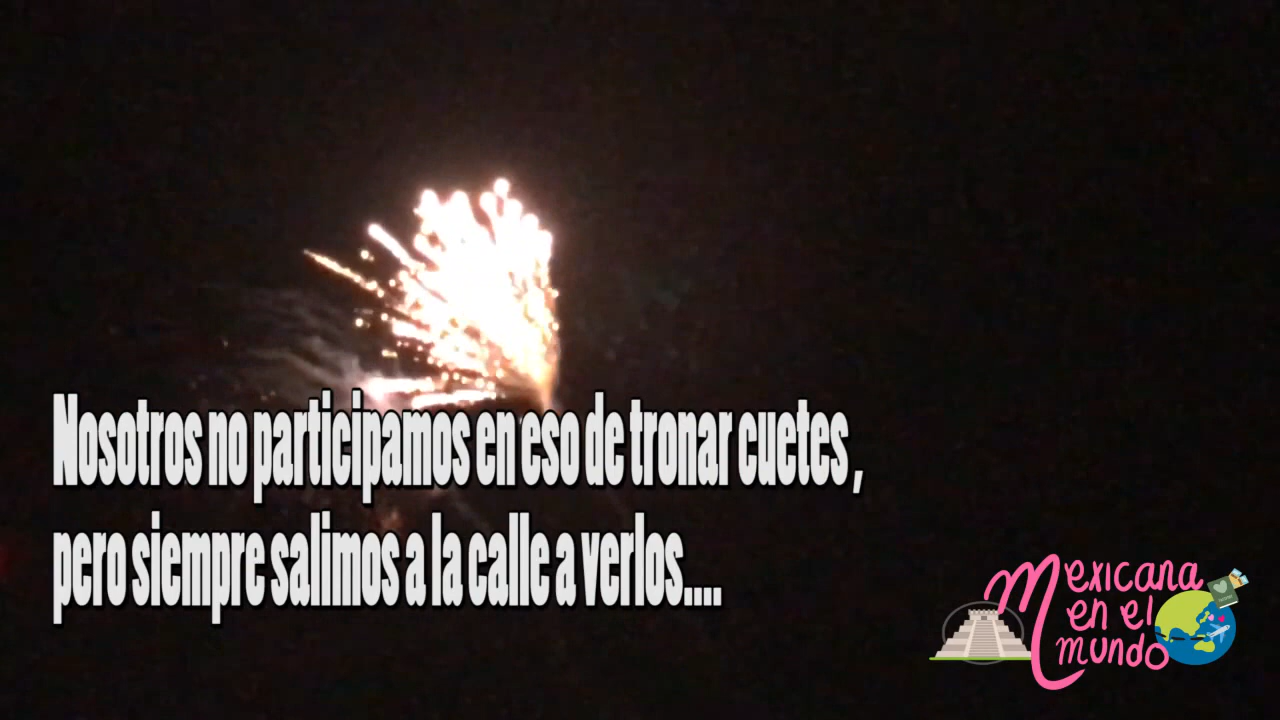 Nosotros no participamos en eso de tronar cuetes ,
pero siempre salimos a la calle a verlos....
Mexicana
en el
mundo